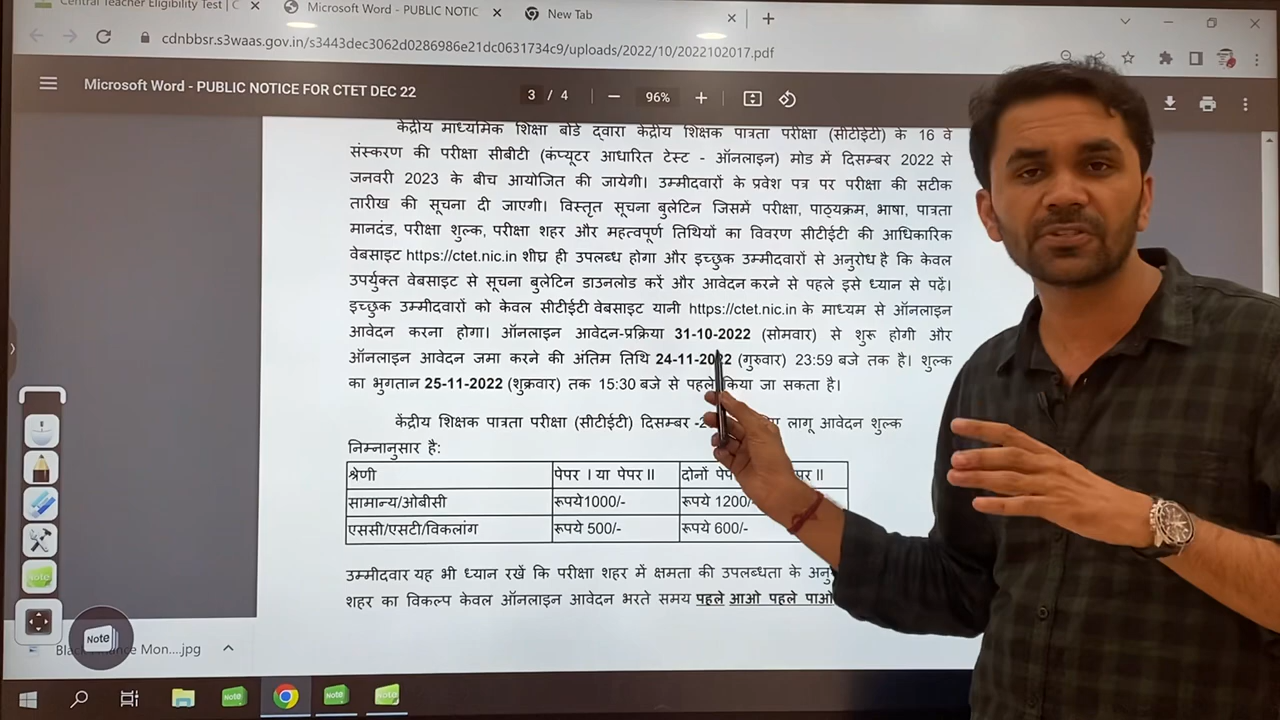 Central Teacher Eligibility Test | C
Microsoft Word - PUBLIC NOTIC
New Tab
cdnbbsr.s3waas.gov.in/s3443dec3062d0286986e21dc0631734c9/uploads/2022/10/2022102017.pdf
Microsoft Word - PUBLIC NOTICE FOR CTET DEC 22
3 / 4
96%
केंद्रीय माध्यमिक शिक्षा बोर्ड द्वारा केंद्रीय शिक्षक पात्रता परीक्षा (सीटीईटी) के 16 वें
संस्करण की परीक्षा सीबीटी (कंप्यूटर आधारित टेस्ट - ऑनलाइन) मोड में दिसम्बर 2022 से
जनवरी 2023 के बीच आयोजित की जायेगी। उम्मीदवारों के प्रवेश पत्र पर परीक्षा की सटीक
तारीख की सूचना दी जाएगी। विस्तृत सूचना बुलेटिन जिसमें परीक्षा, पाठ्यक्रम, भाषा, पात्रता
मानदंड, परीक्षा शुल्क, परीक्षा शहर और महत्वपूर्ण तिथियों का विवरण सीटीईटी की आधिकारिक
वेबसाइट https://ctet.nic.in शीघ्र ही उपलब्ध होगा और इच्छुक उम्मीदवारों से अनुरोध है कि केवल
उपर्युक्त वेबसाइट से सूचना बुलेटिन डाउनलोड करें और आवेदन करने से पहले इसे ध्यान से पढ़ें।
इच्छुक उम्मीदवारों को केवल सीटीईटी वेबसाइट यानी https://ctet.nic.in के माध्यम से ऑनलाइन
आवेदन करना होगा। ऑनलाइन आवेदन-प्रक्रिया 31-10-2022 (सोमवार) से शुरू होगी और
ऑनलाइन आवेदन जमा करने की अंतिम तिथि 24-11-2022 (गुरुवार) 23:59 बजे तक है। शुल्क
का भुगतान 25-11-2022 (शुक्रवार) तक 15:30 बजे से पहले किया जा सकता है।
केंद्रीय शिक्षक पात्रता परीक्षा (सीटीईटी) दिसम्बर -2 लागू आवेदन शुल्क
निम्नानुसार है:
श्रेणी पेपर I या पेपर II दोनों II
सामान्य/ओबीसी रूपये1000/- रूपये 1200/-
एससी/एसटी/विकलांग रूपये 500/- रूपये 600/-
उम्मीदवार यह भी ध्यान रखें कि परीक्षा शहर में क्षमता की उपलब्धता के
शहर का विकल्प केवल ऑनलाइन आवेदन भरते समय पहले आओ पहले पाओ
Note
Note
Mon....jpg
Note
Note
Note